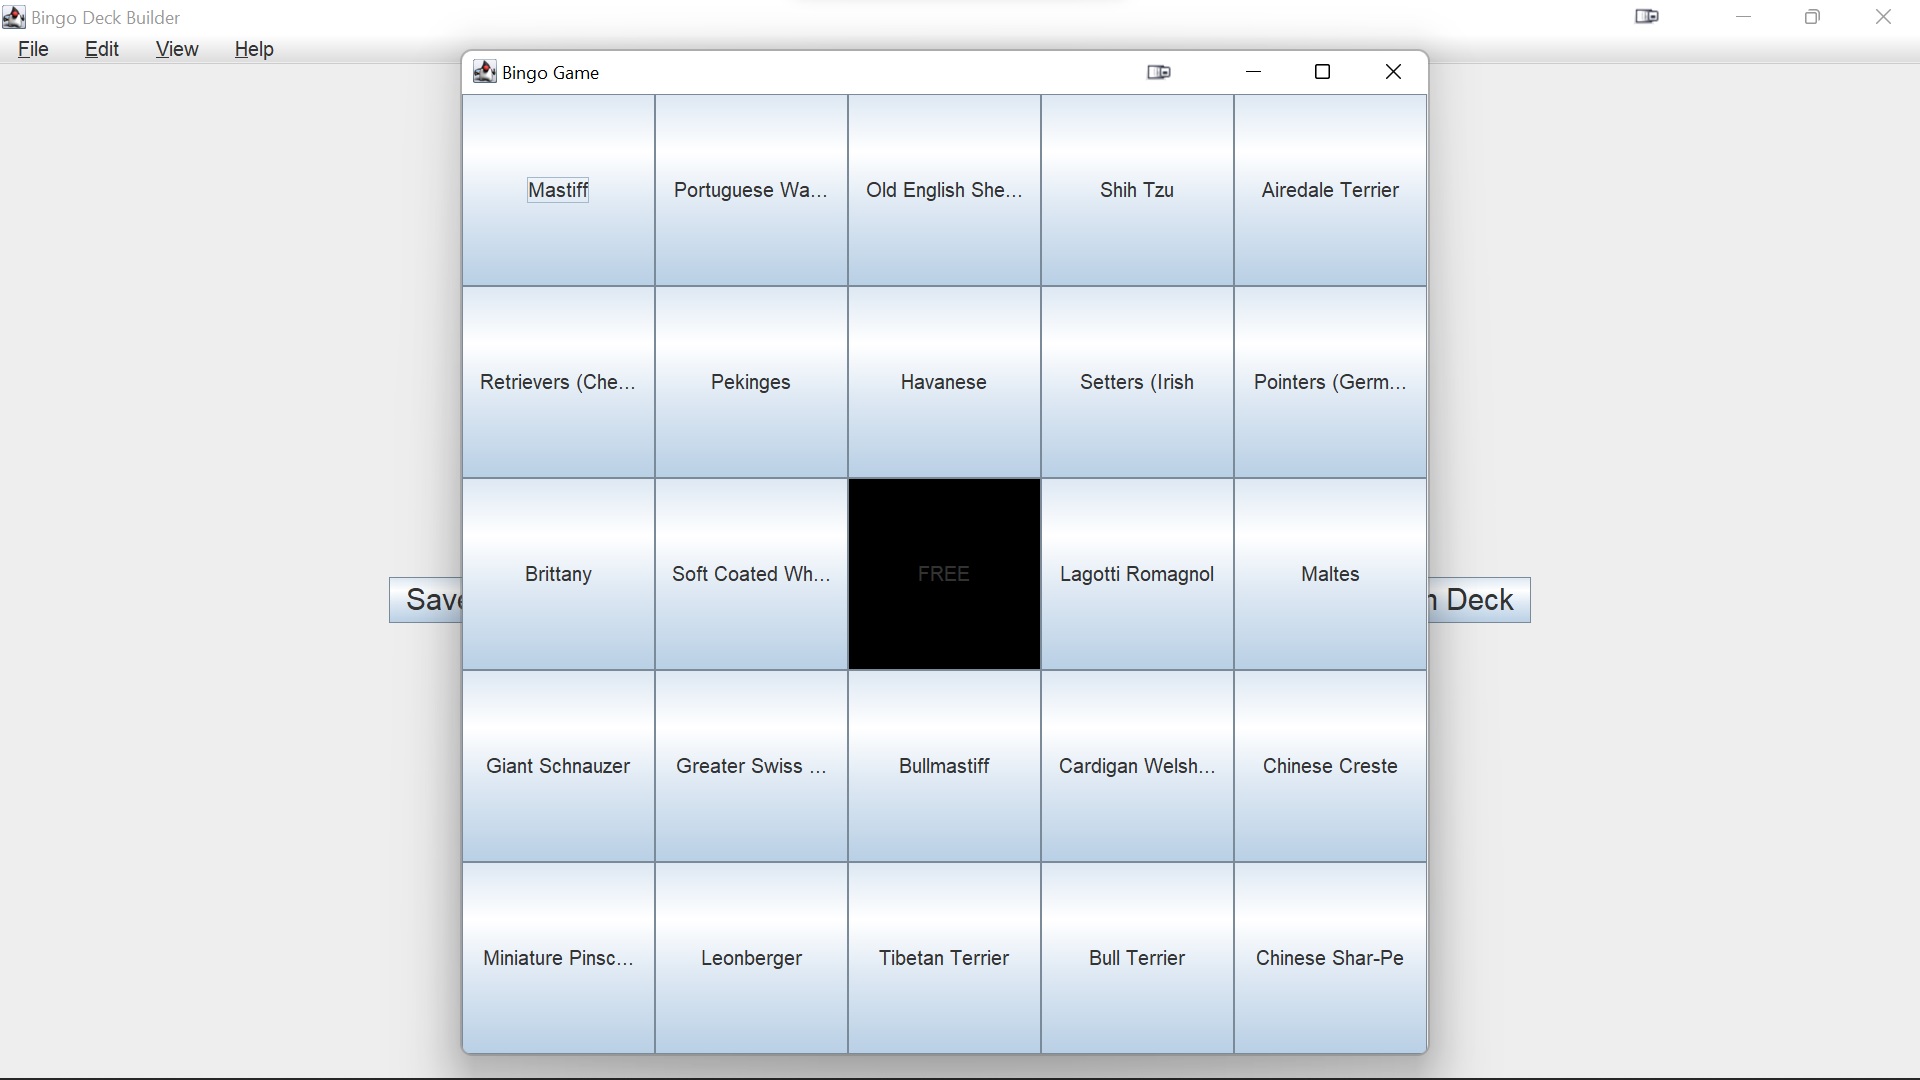 Bingo Deck Builder
File Edit View Help
Bingo Game
Mastiff Portuguese Wa... Old English She... Shih Tzu Airedale Terrier
Retrievers (Che... Pekinges Havanese Setters (Irish Pointers (Germ...
Brittany Soft Coated Wh... FREE Lagotti Romagnol Maltes
Save Deck
Giant Schnauzer Greater Swiss ... Bullmastiff Cardigan Welsh... Chinese Creste
Miniature Pinsc... Leonberger Tibetan Terrier Bull Terrier Chinese Shar-Pe